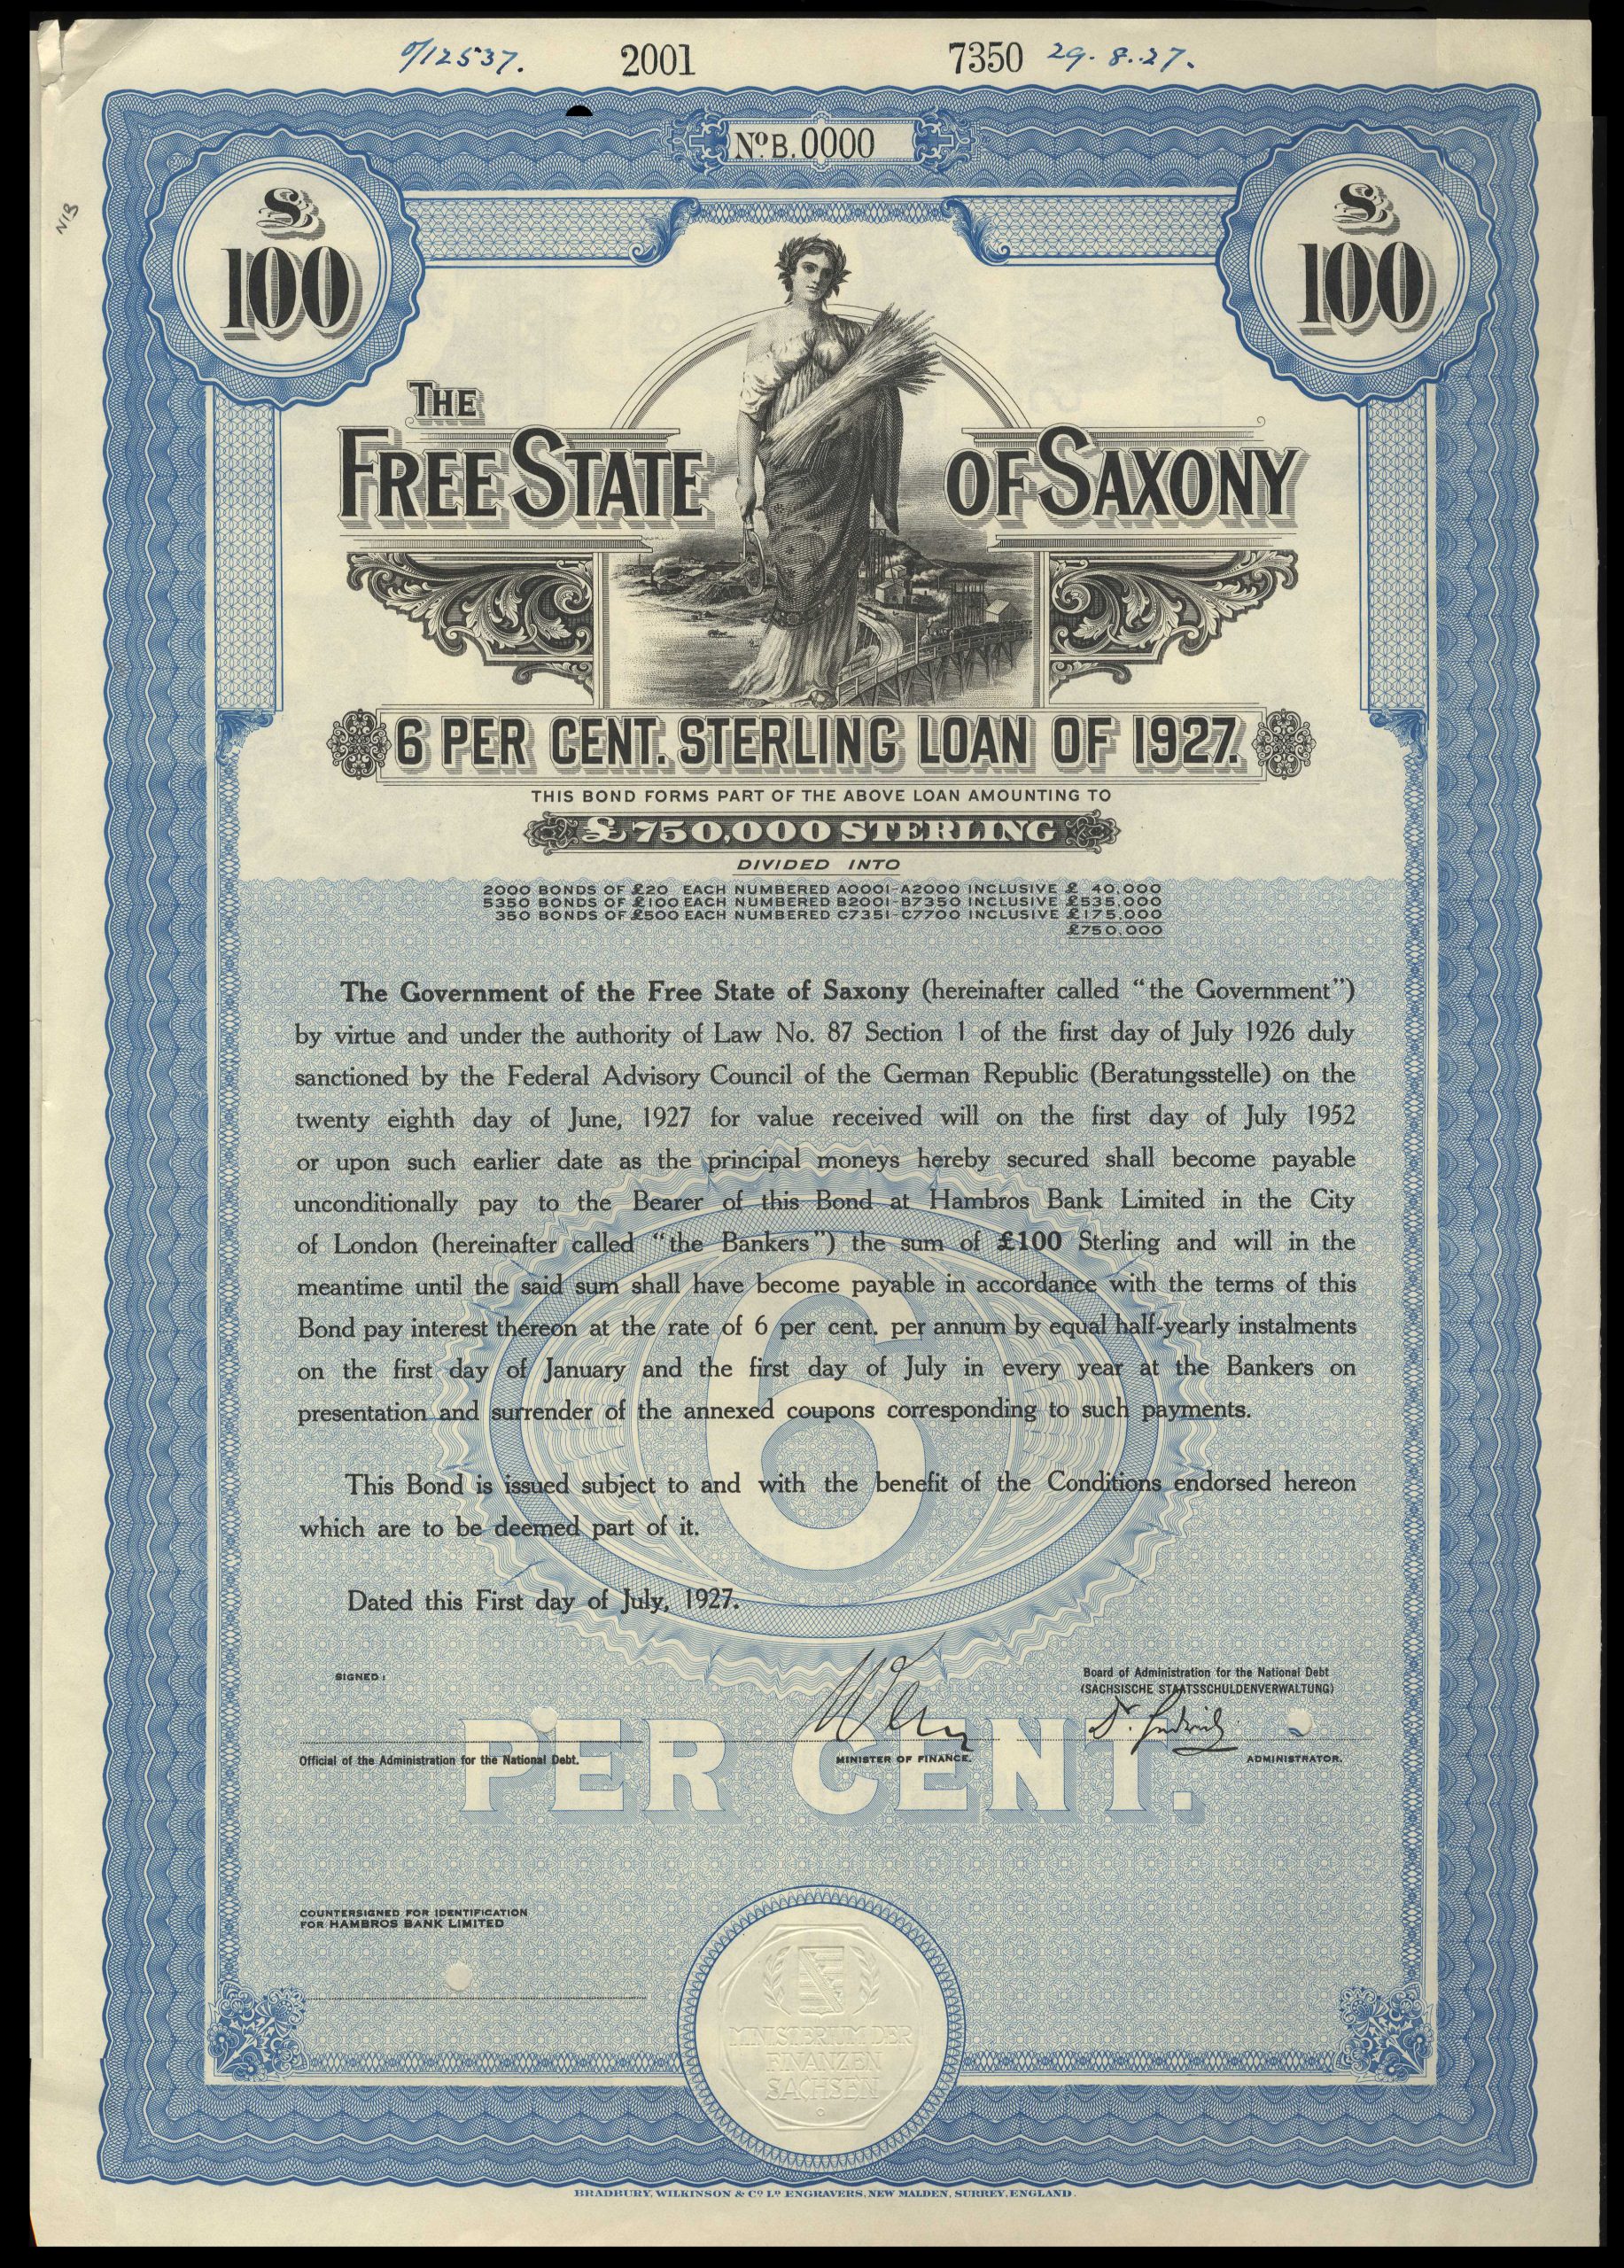 0/12537. 2001 7350 29.8.27.
NIB
No B. 0000
£ 100
£ 100
THE
FREE STATE OF SAXONY
6 PER CENT. STERLING LOAN OF 1927.
THIS BOND FORMS PART OF THE ABOVE LOAN AMOUNTING TO
£750,000 STERLING
DIVIDED INTO
2000 BONDS OF £20 EACH NUMBERED A0001-A2000 INCLUSIVE £ 40,000
5350 BONDS OF £100 EACH NUMBERED B2001-B7350 INCLUSIVE £535,000
350 BONDS OF £500 EACH NUMBERED C7351-C7700 INCLUSIVE £175,000
£750,000
The Government of the Free State of Saxony (hereinafter called "the Government")
by virtue and under the authority of Law No. 87 Section 1 of the first day of July 1926 duly
sanctioned by the Federal Advisory Council of the German Republic (Beratungsstelle) on the
twenty eighth day of June, 1927 for value received will on the first day of July 1952
or upon such earlier date as the principal moneys hereby secured shall become payable
unconditionally pay to the Bearer of this Bond at Hambros Bank Limited in the City
of London (hereinafter called "the Bankers") the sum of £100 Sterling and will in the
meantime until the said sum shall have become payable in accordance with the terms of this
Bond pay interest thereon at the rate of 6 per cent. per annum by equal half-yearly instalments
on the first day of January and the first day of July in every year at the Bankers on
presentation and surrender of the annexed coupons corresponding to such payments.
This Bond is issued subject to and with the benefit of the Conditions endorsed hereon
which are to be deemed part of it.
Dated this First day of July, 1927.
6
PER CENT.
SIGNED:
Board of Administration for the National Debt
(SÄCHSISCHE STAATSSCHULDENVERWALTUNG)
Official of the Administration for the National Debt.
MINISTER OF FINANCE.
ADMINISTRATOR.
COUNTERSIGNED FOR IDENTIFICATION
FOR HAMBROS BANK LIMITED
MINISTERIUM DER
FINANZEN
SACHSEN
BRADBURY, WILKINSON & Co. Ld. ENGRAVERS, NEW MALDEN, SURREY, ENGLAND.